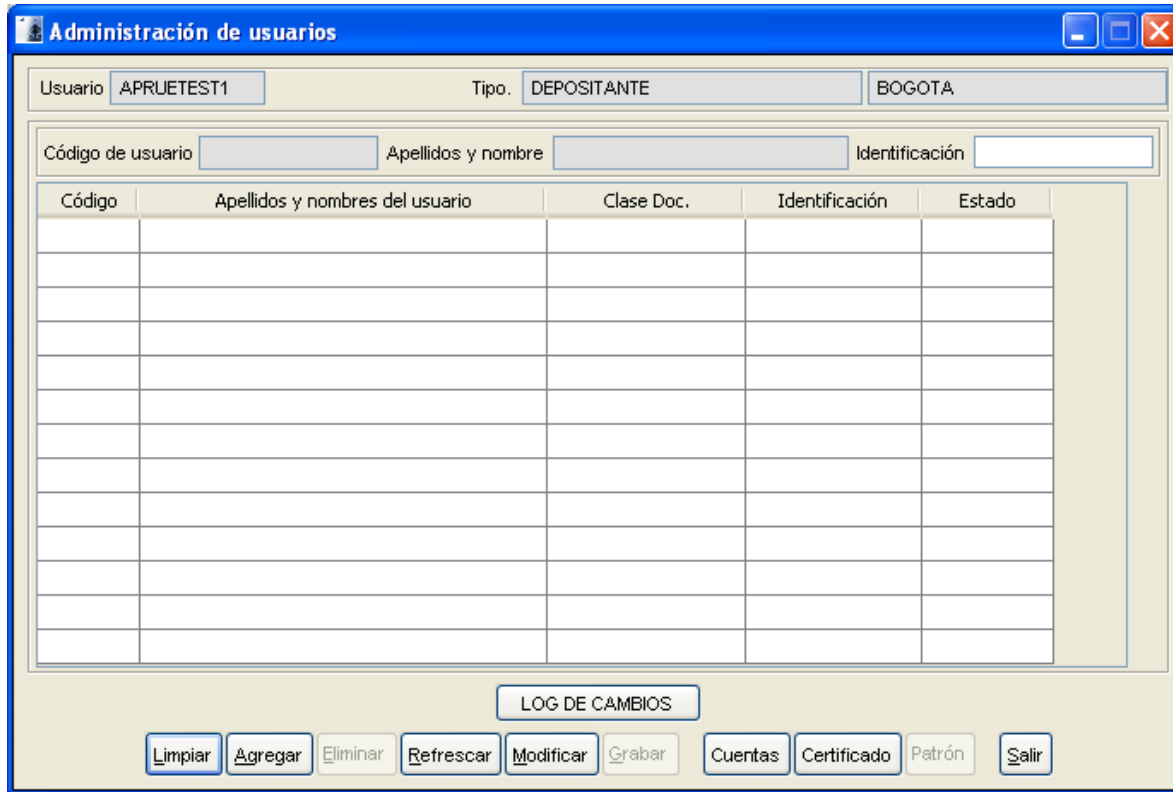 Administración de usuarios
Usuario APRUETEST1 Tipo. DEPOSITANTE BOGOTA
Código de usuario Apellidos y nombre Identificación
Código Apellidos y nombres del usuario Clase Doc. Identificación Estado
LOG DE CAMBIOS
Limpiar Agregar Eliminar Refrescar Modificar Grabar Cuentas Certificado Patrón Salir